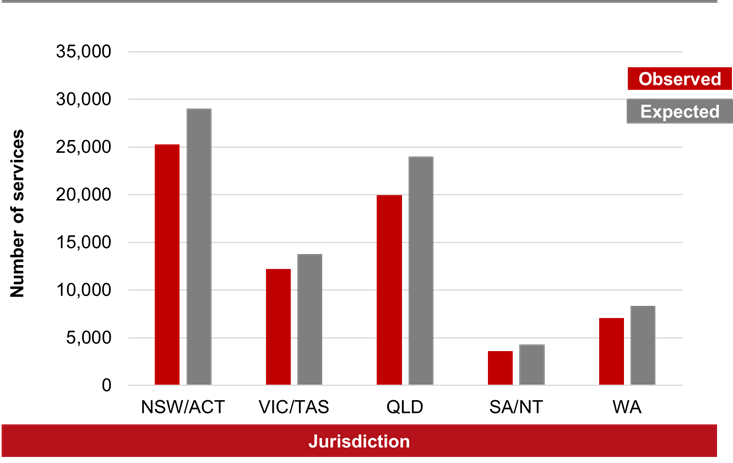 35,000
30,000
25,000
20,000
15,000
10,000
5,000
0
Number of services
Observed
Expected
NSW/ACT VIC/TAS QLD SA/NT WA
Jurisdiction